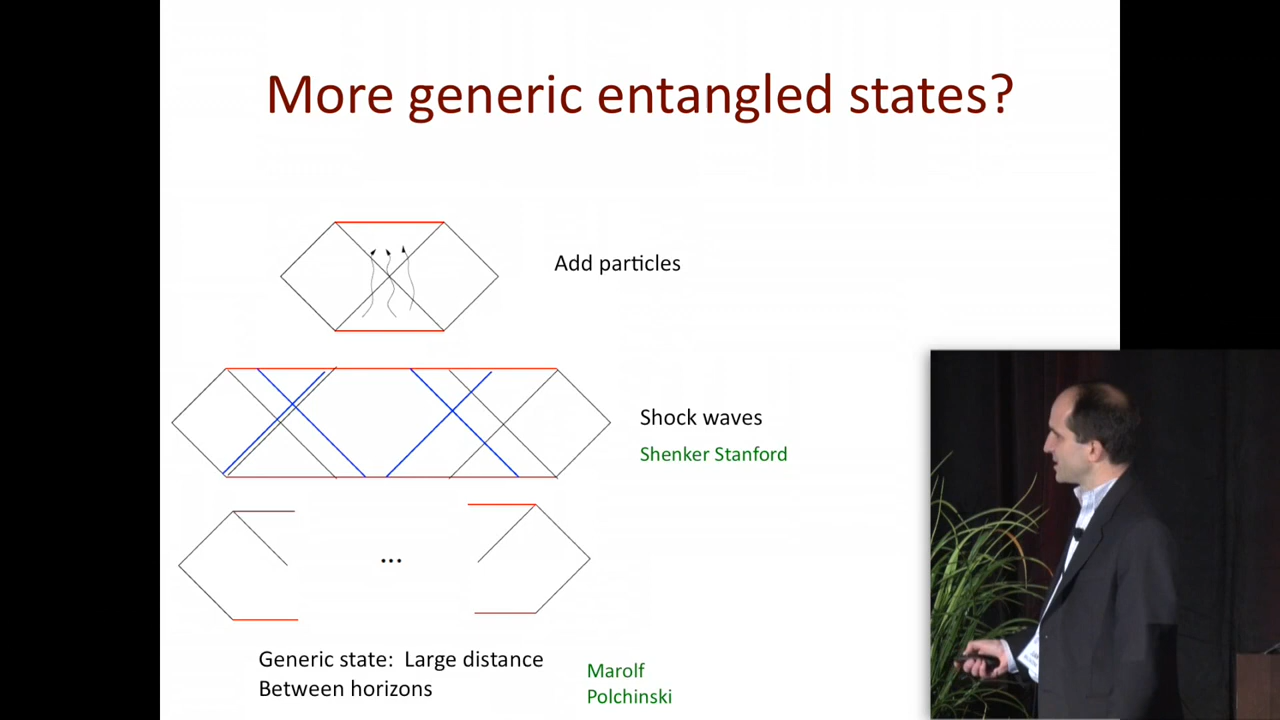 More generic entangled states?
Add particles
Shock waves
Shenker Stanford
...
Generic state: Large distance
Between horizons
Marolf
Polchinski